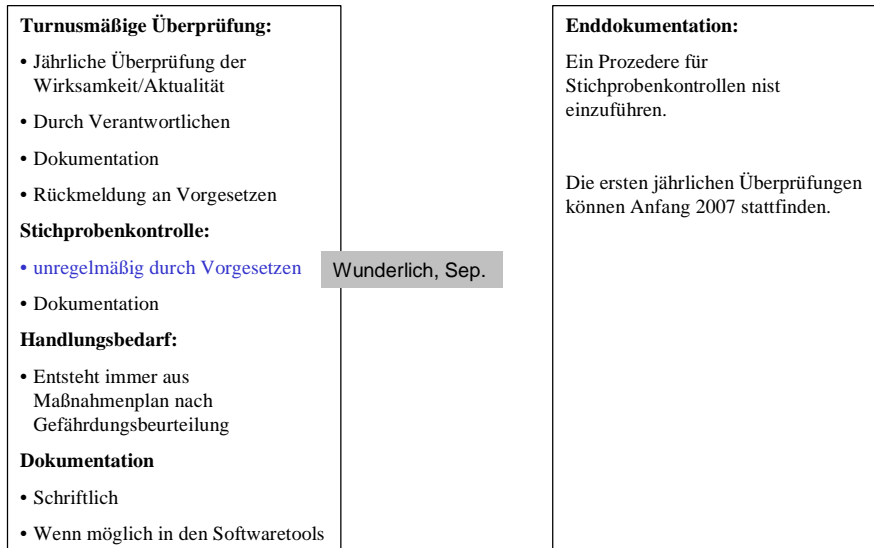 Turnusmäßige Überprüfung:
• Jährliche Überprüfung der
Wirksamkeit/Aktualität
• Durch Verantwortlichen
• Dokumentation
• Rückmeldung an Vorgesetzen
Stichprobenkontrolle:
• unregelmäßig durch Vorgesetzen
• Dokumentation
Handlungsbedarf:
• Entsteht immer aus
Maßnahmenplan nach
Gefährdungsbeurteilung
Dokumentation
• Schriftlich
• Wenn möglich in den Softwaretools
Wunderlich, Sep.
Enddokumentation:
Ein Prozedere für
Stichprobenkontrollen nist
einzuführen.
Die ersten jährlichen Überprüfungen
können Anfang 2007 stattfinden.